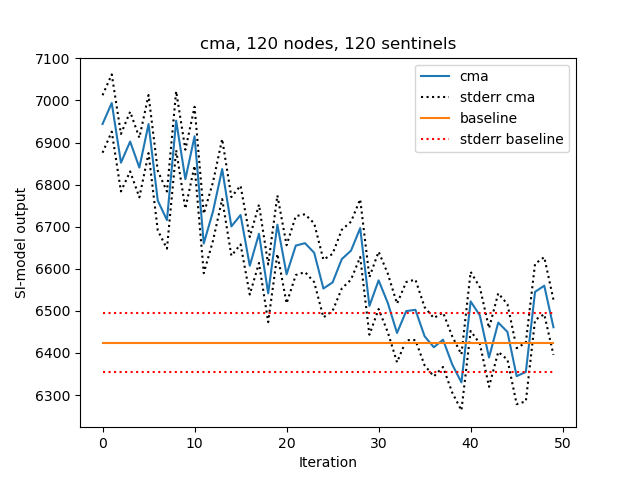 cma, 120 nodes, 120 sentinels
7100
7000
6900
6800
6700
6600
6500
6400
6300
SI-model output
cma
stderr cma
baseline
stderr baseline
0 10 20 30 40 50
Iteration